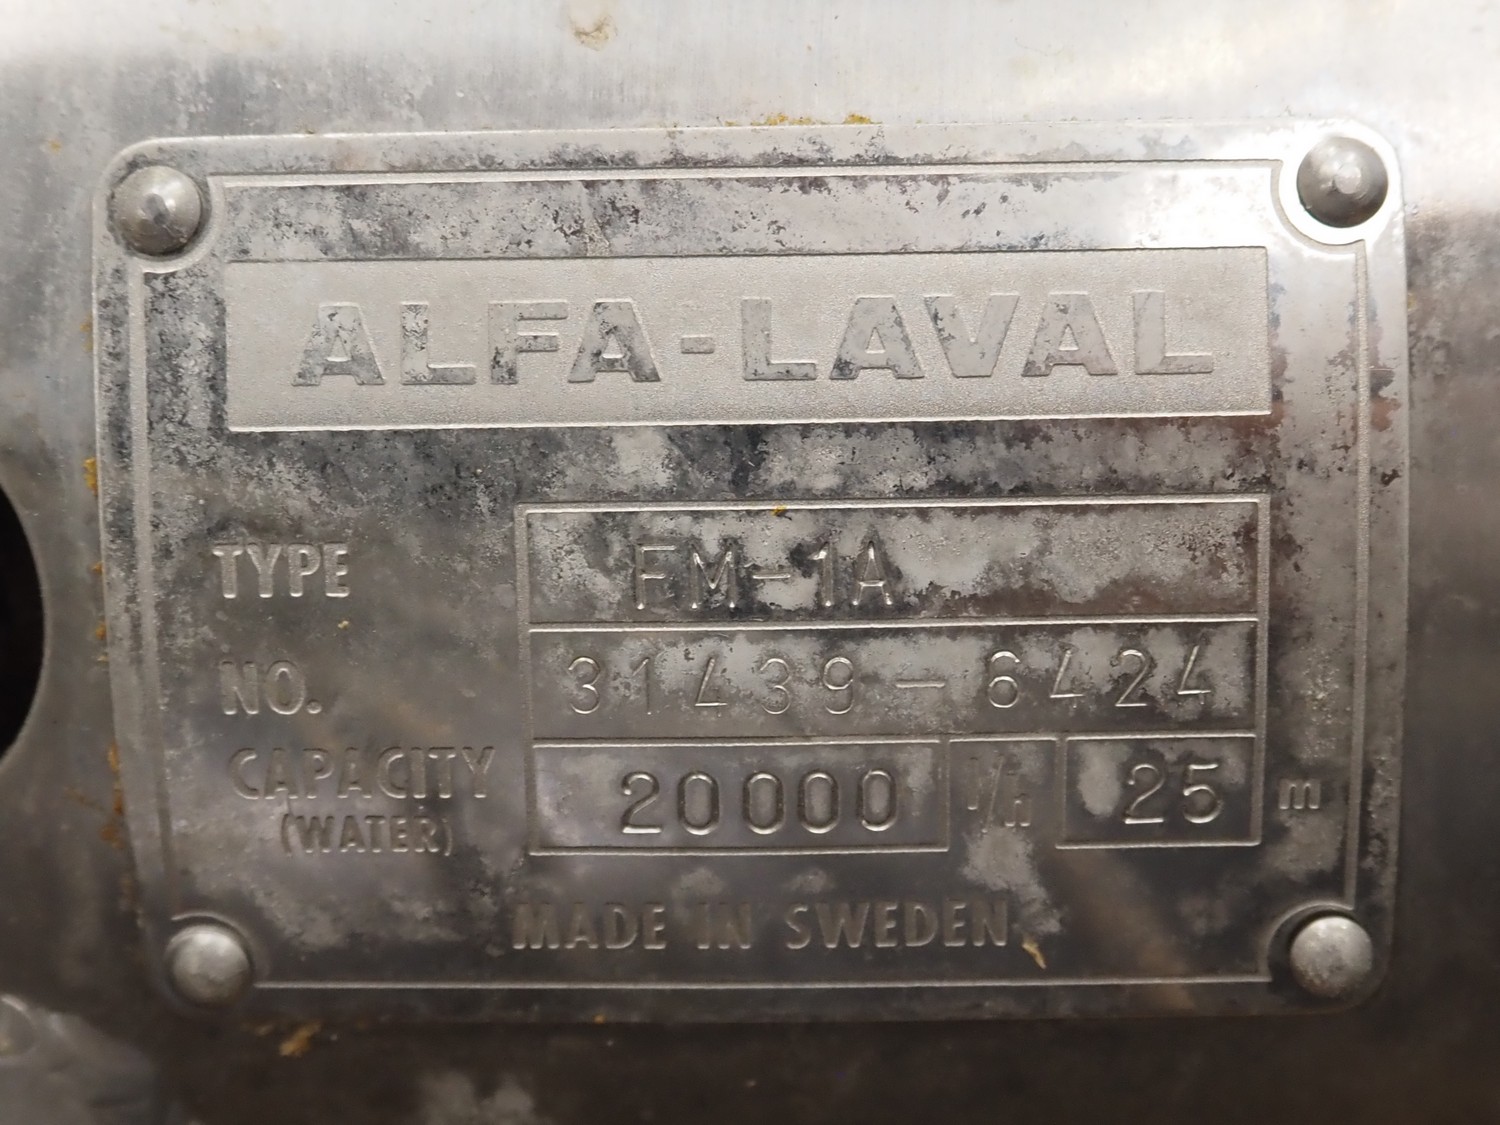 ALFA-LAVAL
TYPE FM-1A
NO. 31439-6424
CAPACITY 20000 l/h 25 m
(WATER)
MADE IN SWEDEN